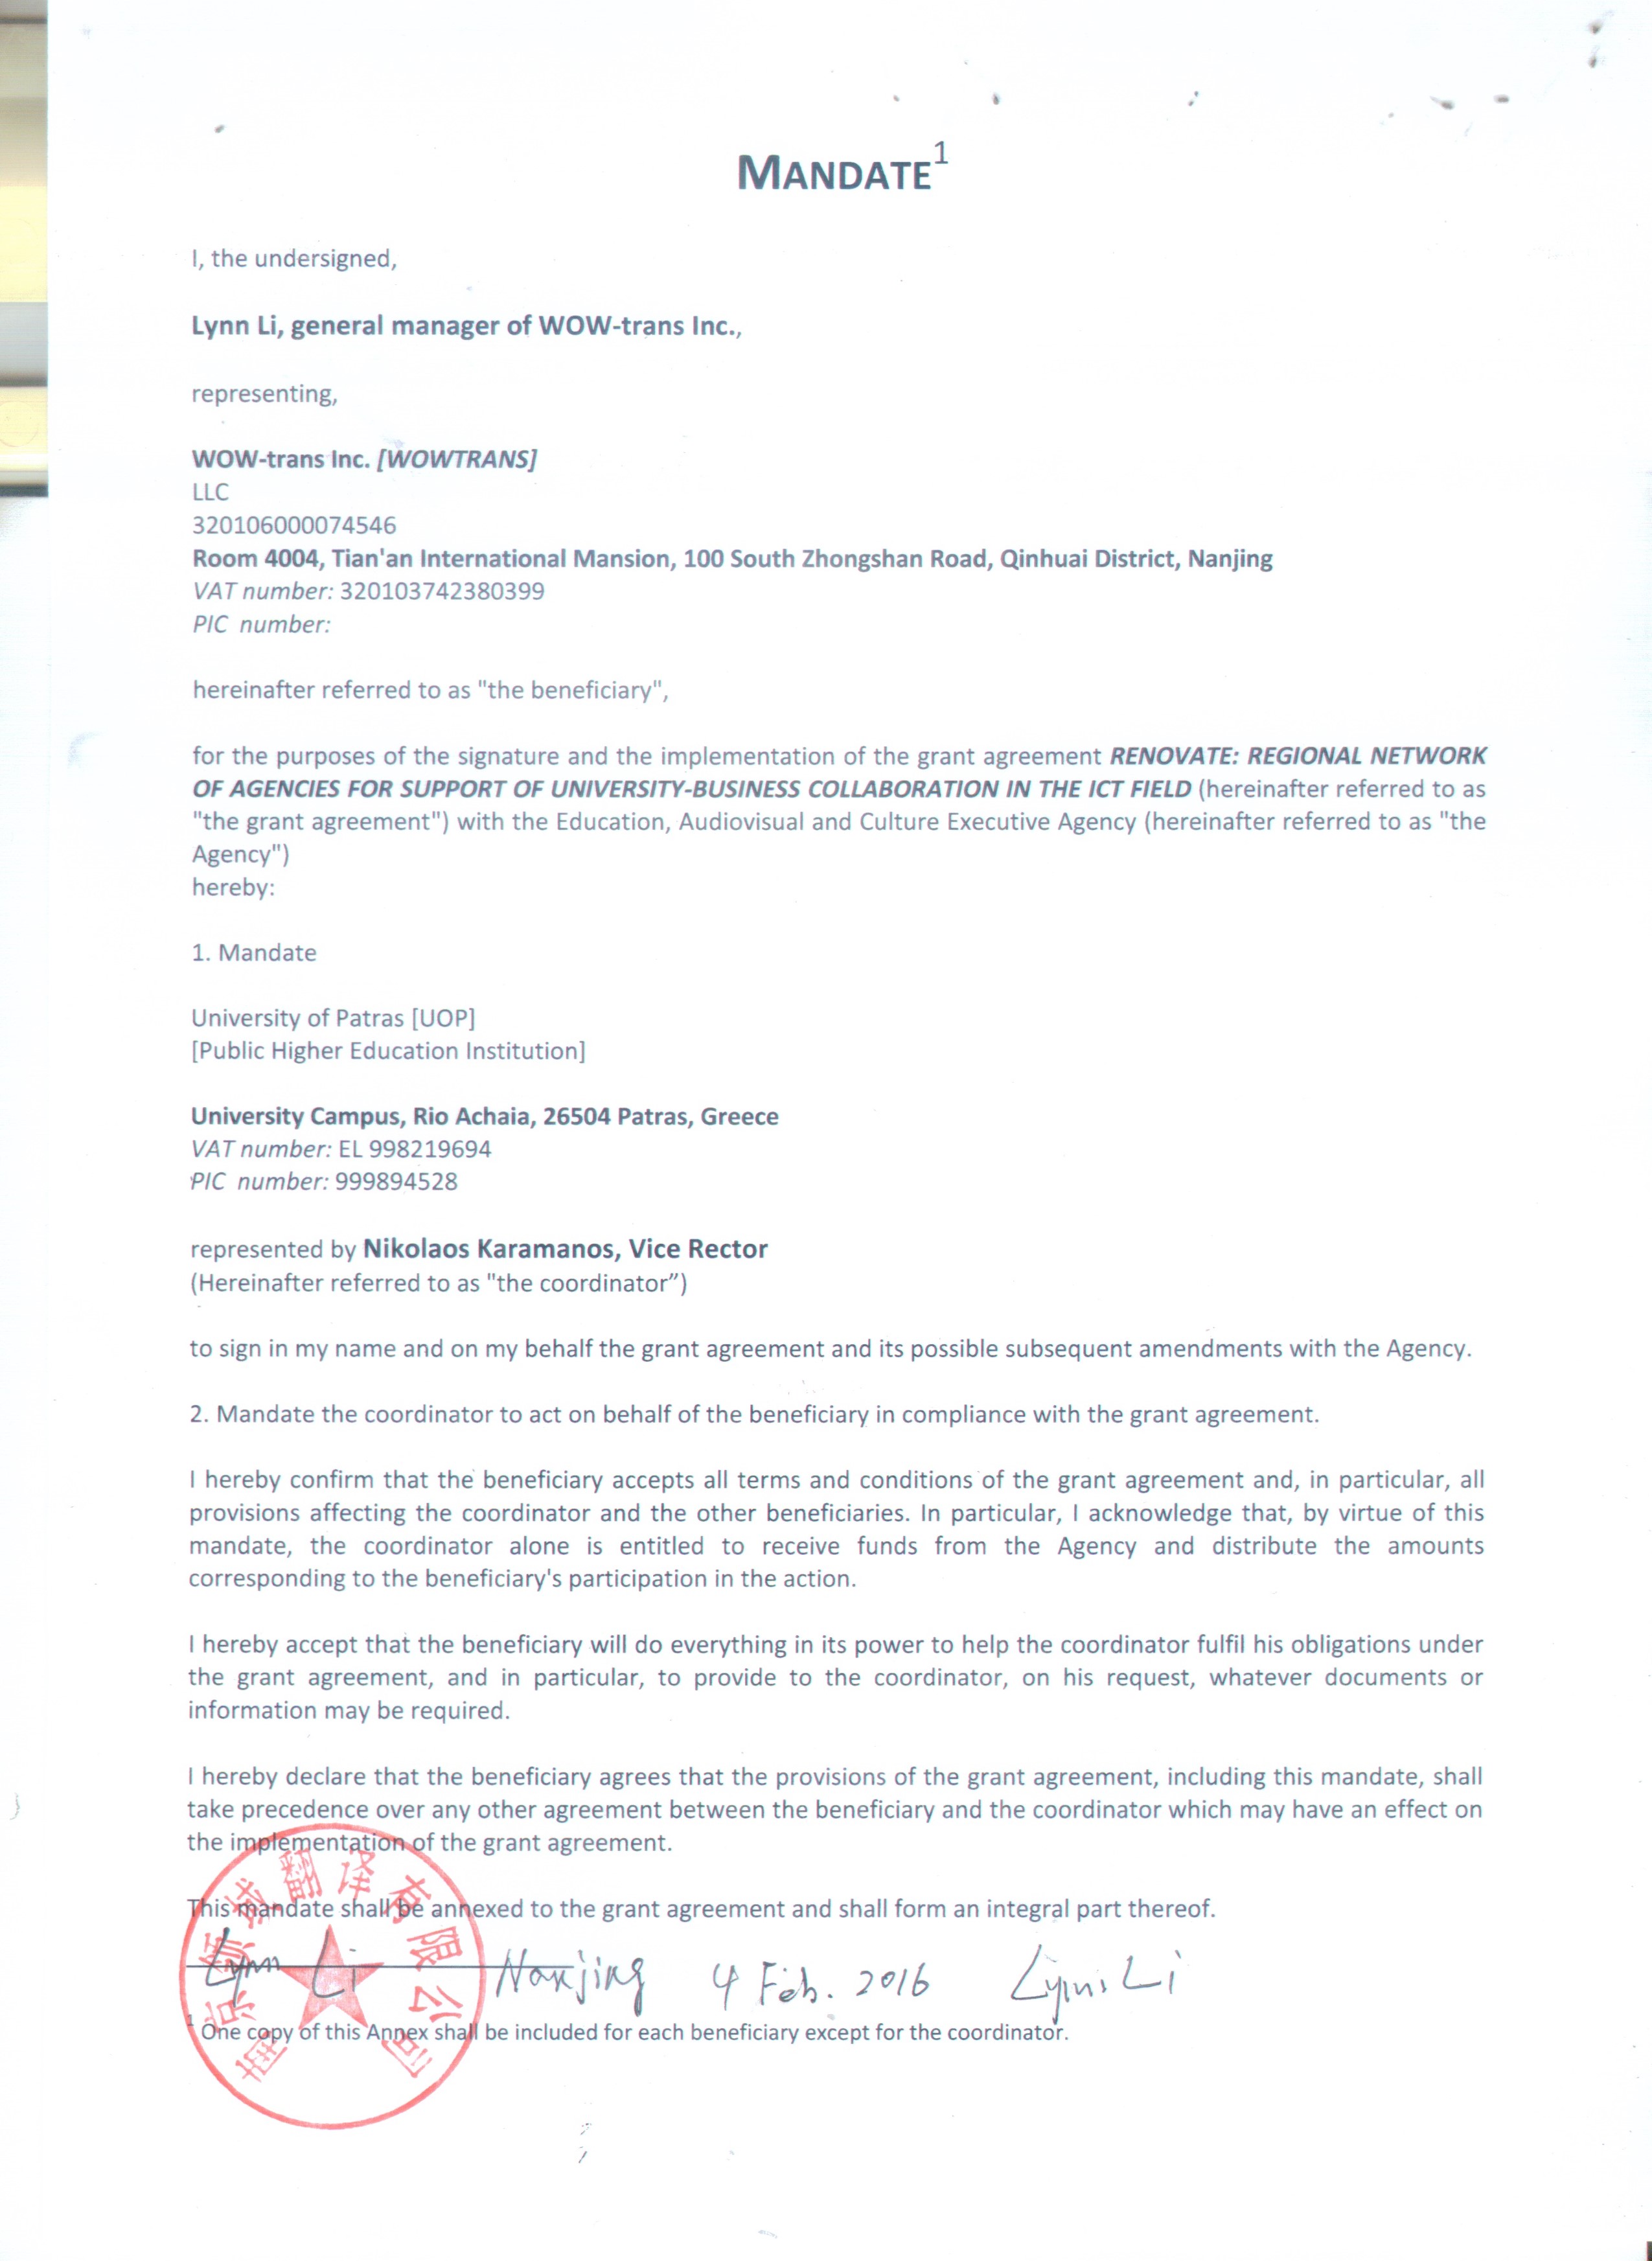 MANDATE1
I, the undersigned,
Lynn Li, general manager of WOW-trans Inc.,
representing,
WOW-trans Inc. [WOWTRANS]
LLC
320106000074546
Room 4004, Tian'an International Mansion, 100 South Zhongshan Road, Qinhuai District, Nanjing
VAT number: 320103742380399
PIC number:
hereinafter referred to as "the beneficiary",
for the purposes of the signature and the implementation of the grant agreement RENOVATE: REGIONAL NETWORK
OF AGENCIES FOR SUPPORT OF UNIVERSITY-BUSINESS COLLABORATION IN THE ICT FIELD (hereinafter referred to as
"the grant agreement") with the Education, Audiovisual and Culture Executive Agency (hereinafter referred to as "the
Agency")
hereby:
1. Mandate
University of Patras [UOP]
[Public Higher Education Institution]
University Campus, Rio Achaia, 26504 Patras, Greece
VAT number: EL 998219694
PIC number: 999894528
represented by Nikolaos Karamanos, Vice Rector
(Hereinafter referred to as "the coordinator”)
to sign in my name and on my behalf the grant agreement and its possible subsequent amendments with the Agency.
2. Mandate the coordinator to act on behalf of the beneficiary in compliance with the grant agreement.
I hereby confirm that the beneficiary accepts all terms and conditions of the grant agreement and, in particular, all
provisions affecting the coordinator and the other beneficiaries. In particular, I acknowledge that, by virtue of this
mandate, the coordinator alone is entitled to receive funds from the Agency and distribute the amounts
corresponding to the beneficiary's participation in the action.
I hereby accept that the beneficiary will do everything in its power to help the coordinator fulfil his obligations under
the grant agreement, and in particular, to provide to the coordinator, on his request, whatever documents or
information may be required.
I hereby declare that the beneficiary agrees that the provisions of the grant agreement, including this mandate, shall
take precedence over any other agreement between the beneficiary and the coordinator which may have an effect on
the implementation of the grant agreement.
This mandate shall be annexed to the grant agreement and shall form an integral part thereof.
Lynn Li Nanjing 4 Feb. 2016 Lynn Li
1 One copy of this Annex shall be included for each beneficiary except for the coordinator.
南京领域翻译有限公司